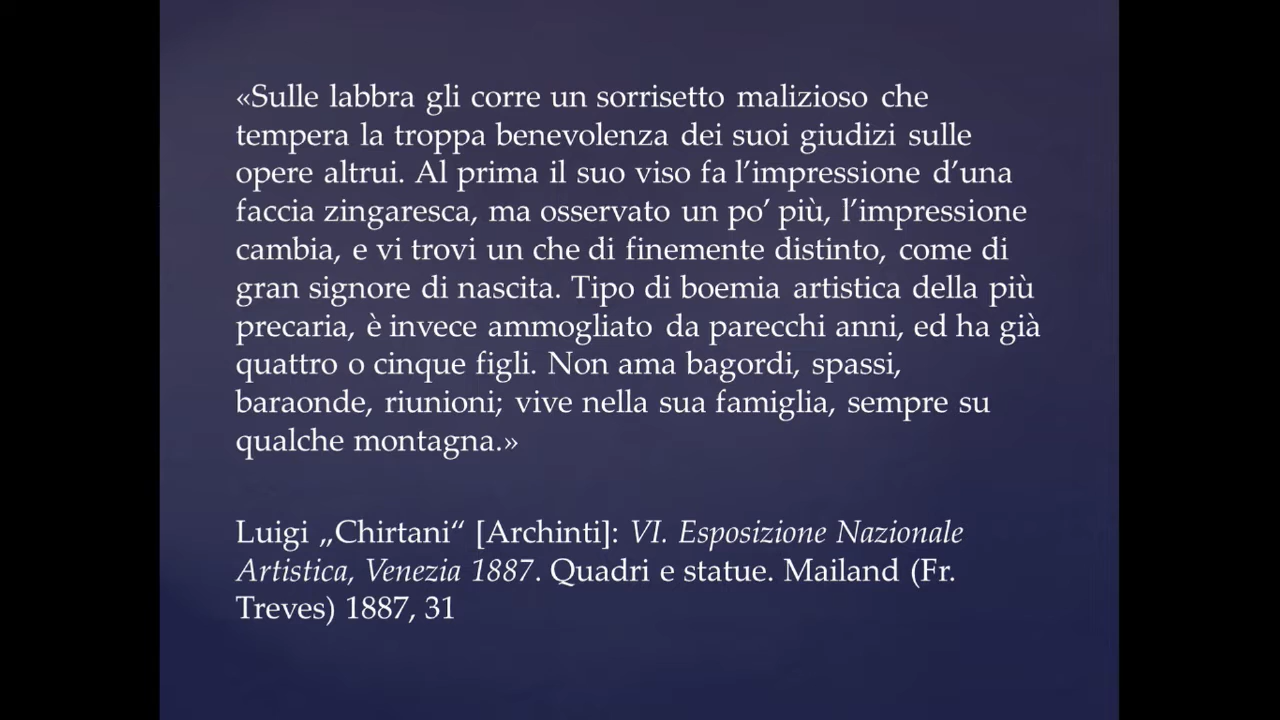 «Sulle labbra gli corre un sorrisetto malizioso che
tempera la troppa benevolenza dei suoi giudizi sulle
opere altrui. Al prima il suo viso fa l’impressione d’una
faccia zingaresca, ma osservato un po’ più, l’impressione
cambia, e vi trovi un che di finemente distinto, come di
gran signore di nascita. Tipo di boemia artistica della più
precaria, è invece ammogliato da parecchi anni, ed ha già
quattro o cinque figli. Non ama bagordi, spassi,
baraonde, riunioni; vive nella sua famiglia, sempre su
qualche montagna.»
Luigi „Chirtani“ [Archinti]: VI. Esposizione Nazionale
Artistica, Venezia 1887. Quadri e statue. Mailand (Fr.
Treves) 1887, 31